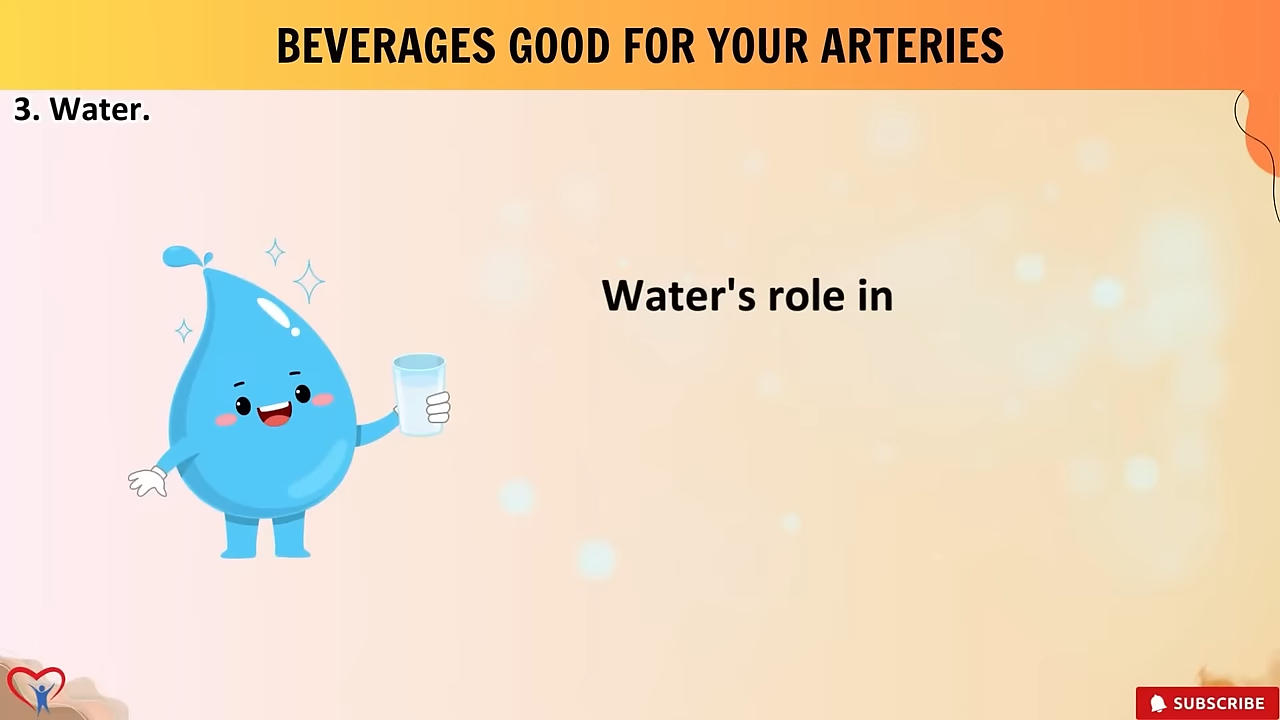 BEVERAGES GOOD FOR YOUR ARTERIES
3. Water.
Water's role in
SUBSCRIBE